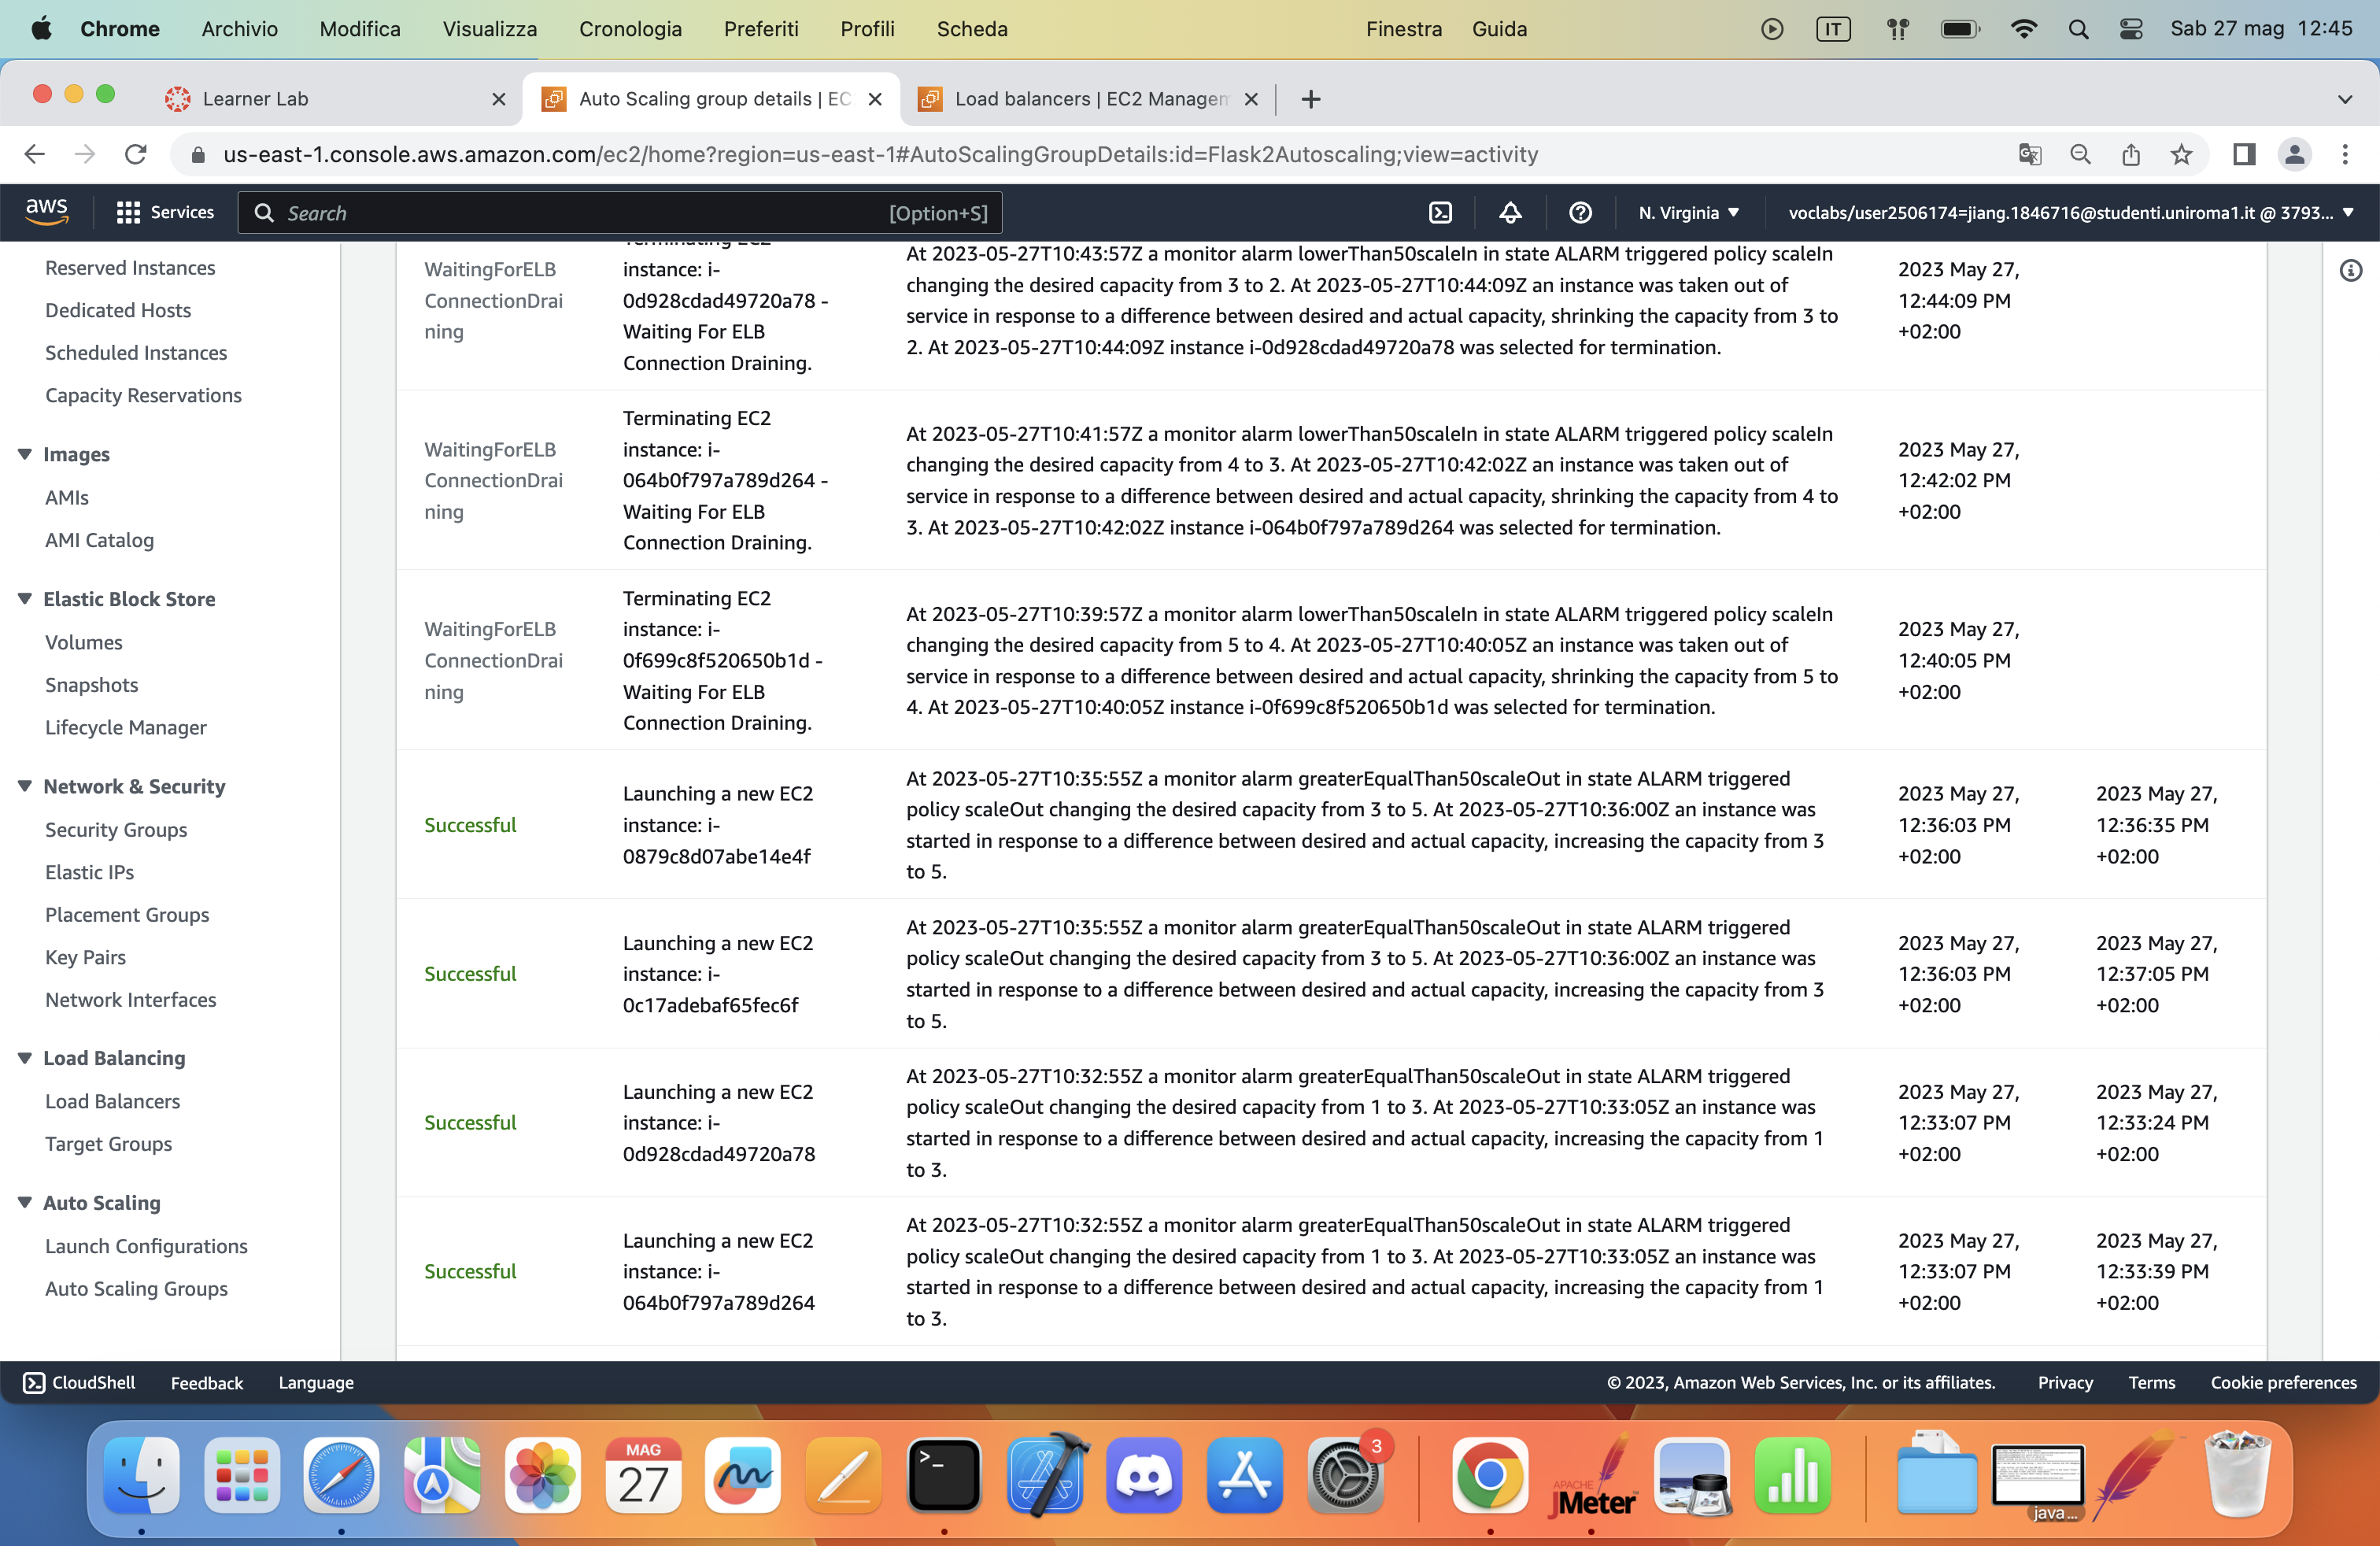 Chrome Archivio Modifica Visualizza Cronologia Preferiti Profili Scheda Finestra Guida IT Sab 27 mag 12:45
Learner Lab
Auto Scaling group details | EC
Load balancers | EC2 Managem
us-east-1.console.aws.amazon.com/ec2/home?region=us-east-1#AutoScalingGroupDetails:id=Flask2Autoscaling;view=activity
aws Services Search [Option+S] N. Virginia voclabs/user2506174=jiang.1846716@studenti.uniroma1.it @ 3793...
Reserved Instances
Dedicated Hosts
Scheduled Instances
Capacity Reservations
Images
AMIs
AMI Catalog
Elastic Block Store
Volumes
Snapshots
Lifecycle Manager
Network & Security
Security Groups
Elastic IPs
Placement Groups
Key Pairs
Network Interfaces
Load Balancing
Load Balancers
Target Groups
Auto Scaling
Launch Configurations
Auto Scaling Groups
WaitingForELB
ConnectionDrai
ning
Terminating EC2
instance: i-
0d928cdad49720a78 -
Waiting For ELB
Connection Draining.
At 2023-05-27T10:43:57Z a monitor alarm lowerThan50scaleIn in state ALARM triggered policy scaleIn
changing the desired capacity from 3 to 2. At 2023-05-27T10:44:09Z an instance was taken out of
service in response to a difference between desired and actual capacity, shrinking the capacity from 3 to
2. At 2023-05-27T10:44:09Z instance i-0d928cdad49720a78 was selected for termination.
2023 May 27,
12:44:09 PM
+02:00
WaitingForELB
ConnectionDrai
ning
Terminating EC2
instance: i-
064b0f797a789d264 -
Waiting For ELB
Connection Draining.
At 2023-05-27T10:41:57Z a monitor alarm lowerThan50scaleIn in state ALARM triggered policy scaleIn
changing the desired capacity from 4 to 3. At 2023-05-27T10:42:02Z an instance was taken out of
service in response to a difference between desired and actual capacity, shrinking the capacity from 4 to
3. At 2023-05-27T10:42:02Z instance i-064b0f797a789d264 was selected for termination.
2023 May 27,
12:42:02 PM
+02:00
WaitingForELB
ConnectionDrai
ning
Terminating EC2
instance: i-
0f699c8f520650b1d -
Waiting For ELB
Connection Draining.
At 2023-05-27T10:39:57Z a monitor alarm lowerThan50scaleIn in state ALARM triggered policy scaleIn
changing the desired capacity from 5 to 4. At 2023-05-27T10:40:05Z an instance was taken out of
service in response to a difference between desired and actual capacity, shrinking the capacity from 5 to
4. At 2023-05-27T10:40:05Z instance i-0f699c8f520650b1d was selected for termination.
2023 May 27,
12:40:05 PM
+02:00
Successful
Launching a new EC2
instance: i-
0879c8d07abe14e4f
At 2023-05-27T10:35:55Z a monitor alarm greaterEqualThan50scaleOut in state ALARM triggered
policy scaleOut changing the desired capacity from 3 to 5. At 2023-05-27T10:36:00Z an instance was
started in response to a difference between desired and actual capacity, increasing the capacity from 3
to 5.
2023 May 27,
12:36:03 PM
+02:00
2023 May 27,
12:36:35 PM
+02:00
Successful
Launching a new EC2
instance: i-
0c17adebaf65fec6f
At 2023-05-27T10:35:55Z a monitor alarm greaterEqualThan50scaleOut in state ALARM triggered
policy scaleOut changing the desired capacity from 3 to 5. At 2023-05-27T10:36:00Z an instance was
started in response to a difference between desired and actual capacity, increasing the capacity from 3
to 5.
2023 May 27,
12:36:03 PM
+02:00
2023 May 27,
12:37:05 PM
+02:00
Successful
Launching a new EC2
instance: i-
0d928cdad49720a78
At 2023-05-27T10:32:55Z a monitor alarm greaterEqualThan50scaleOut in state ALARM triggered
policy scaleOut changing the desired capacity from 1 to 3. At 2023-05-27T10:33:05Z an instance was
started in response to a difference between desired and actual capacity, increasing the capacity from 1
to 3.
2023 May 27,
12:33:07 PM
+02:00
2023 May 27,
12:33:24 PM
+02:00
Successful
Launching a new EC2
instance: i-
064b0f797a789d264
At 2023-05-27T10:32:55Z a monitor alarm greaterEqualThan50scaleOut in state ALARM triggered
policy scaleOut changing the desired capacity from 1 to 3. At 2023-05-27T10:33:05Z an instance was
started in response to a difference between desired and actual capacity, increasing the capacity from 1
to 3.
2023 May 27,
12:33:07 PM
+02:00
2023 May 27,
12:33:39 PM
+02:00
CloudShell Feedback Language © 2023, Amazon Web Services, Inc. or its affiliates. Privacy Terms Cookie preferences
MAG
27
3
APACHE
JMeter
java...